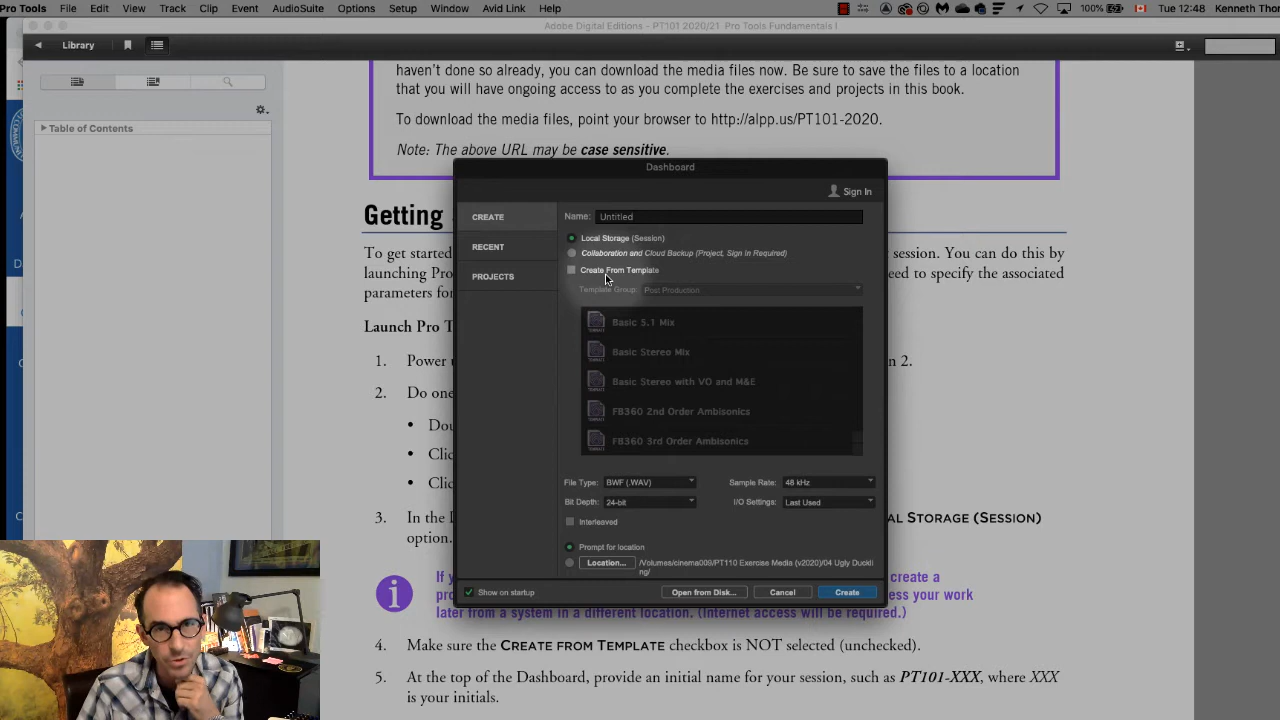 Pro Tools File Edit View Track Clip Event AudioSuite Options Setup Window Avid Link Help 100% Tue 12:48 Kenneth Thor
Adobe Digital Editions - PT101 2020/21 Pro Tools Fundamentals I
Library
Table of Contents
haven't done so already, you can download the media files now. Be sure to save the files to a location
that you will have ongoing access to as you complete the exercises and projects in this book.
To download the media files, point your browser to http://alpp.us/PT101-2020.
Note: The above URL may be case sensitive.
Getting
To get started session. You can do this by
launching Pro T need to specify the associated
parameters for
Launch Pro T
1. Power n 2.
2. Do one
• Dou
• Clic
• Clic
3. In the D AL STORAGE (SESSION)
option.
If y create a
pro ess your work
later from a system in a different location. (Internet access will be required.)
4. Make sure the CREATE FROM TEMPLATE checkbox is NOT selected (unchecked).
5. At the top of the Dashboard, provide an initial name for your session, such as PT101-XXX, where XXX
is your initials.
Dashboard
Sign In
CREATE
RECENT
PROJECTS
Name: Untitled
Local Storage (Session)
Collaboration and Cloud Backup (Project, Sign In Required)
Create From Template
Template Group: Post Production
Basic 5.1 Mix
Basic Stereo Mix
Basic Stereo with VO and M&E
FB360 2nd Order Ambisonics
FB360 3rd Order Ambisonics
File Type: BWF (.WAV) Sample Rate: 48 kHz
Bit Depth: 24-bit I/O Settings: Last Used
Interleaved
Prompt for location
Location... /Volumes/cinema009/PT110 Exercise Media (v2020)/04 Ugly Duckli
ng/
Show on startup Open from Disk... Cancel Create